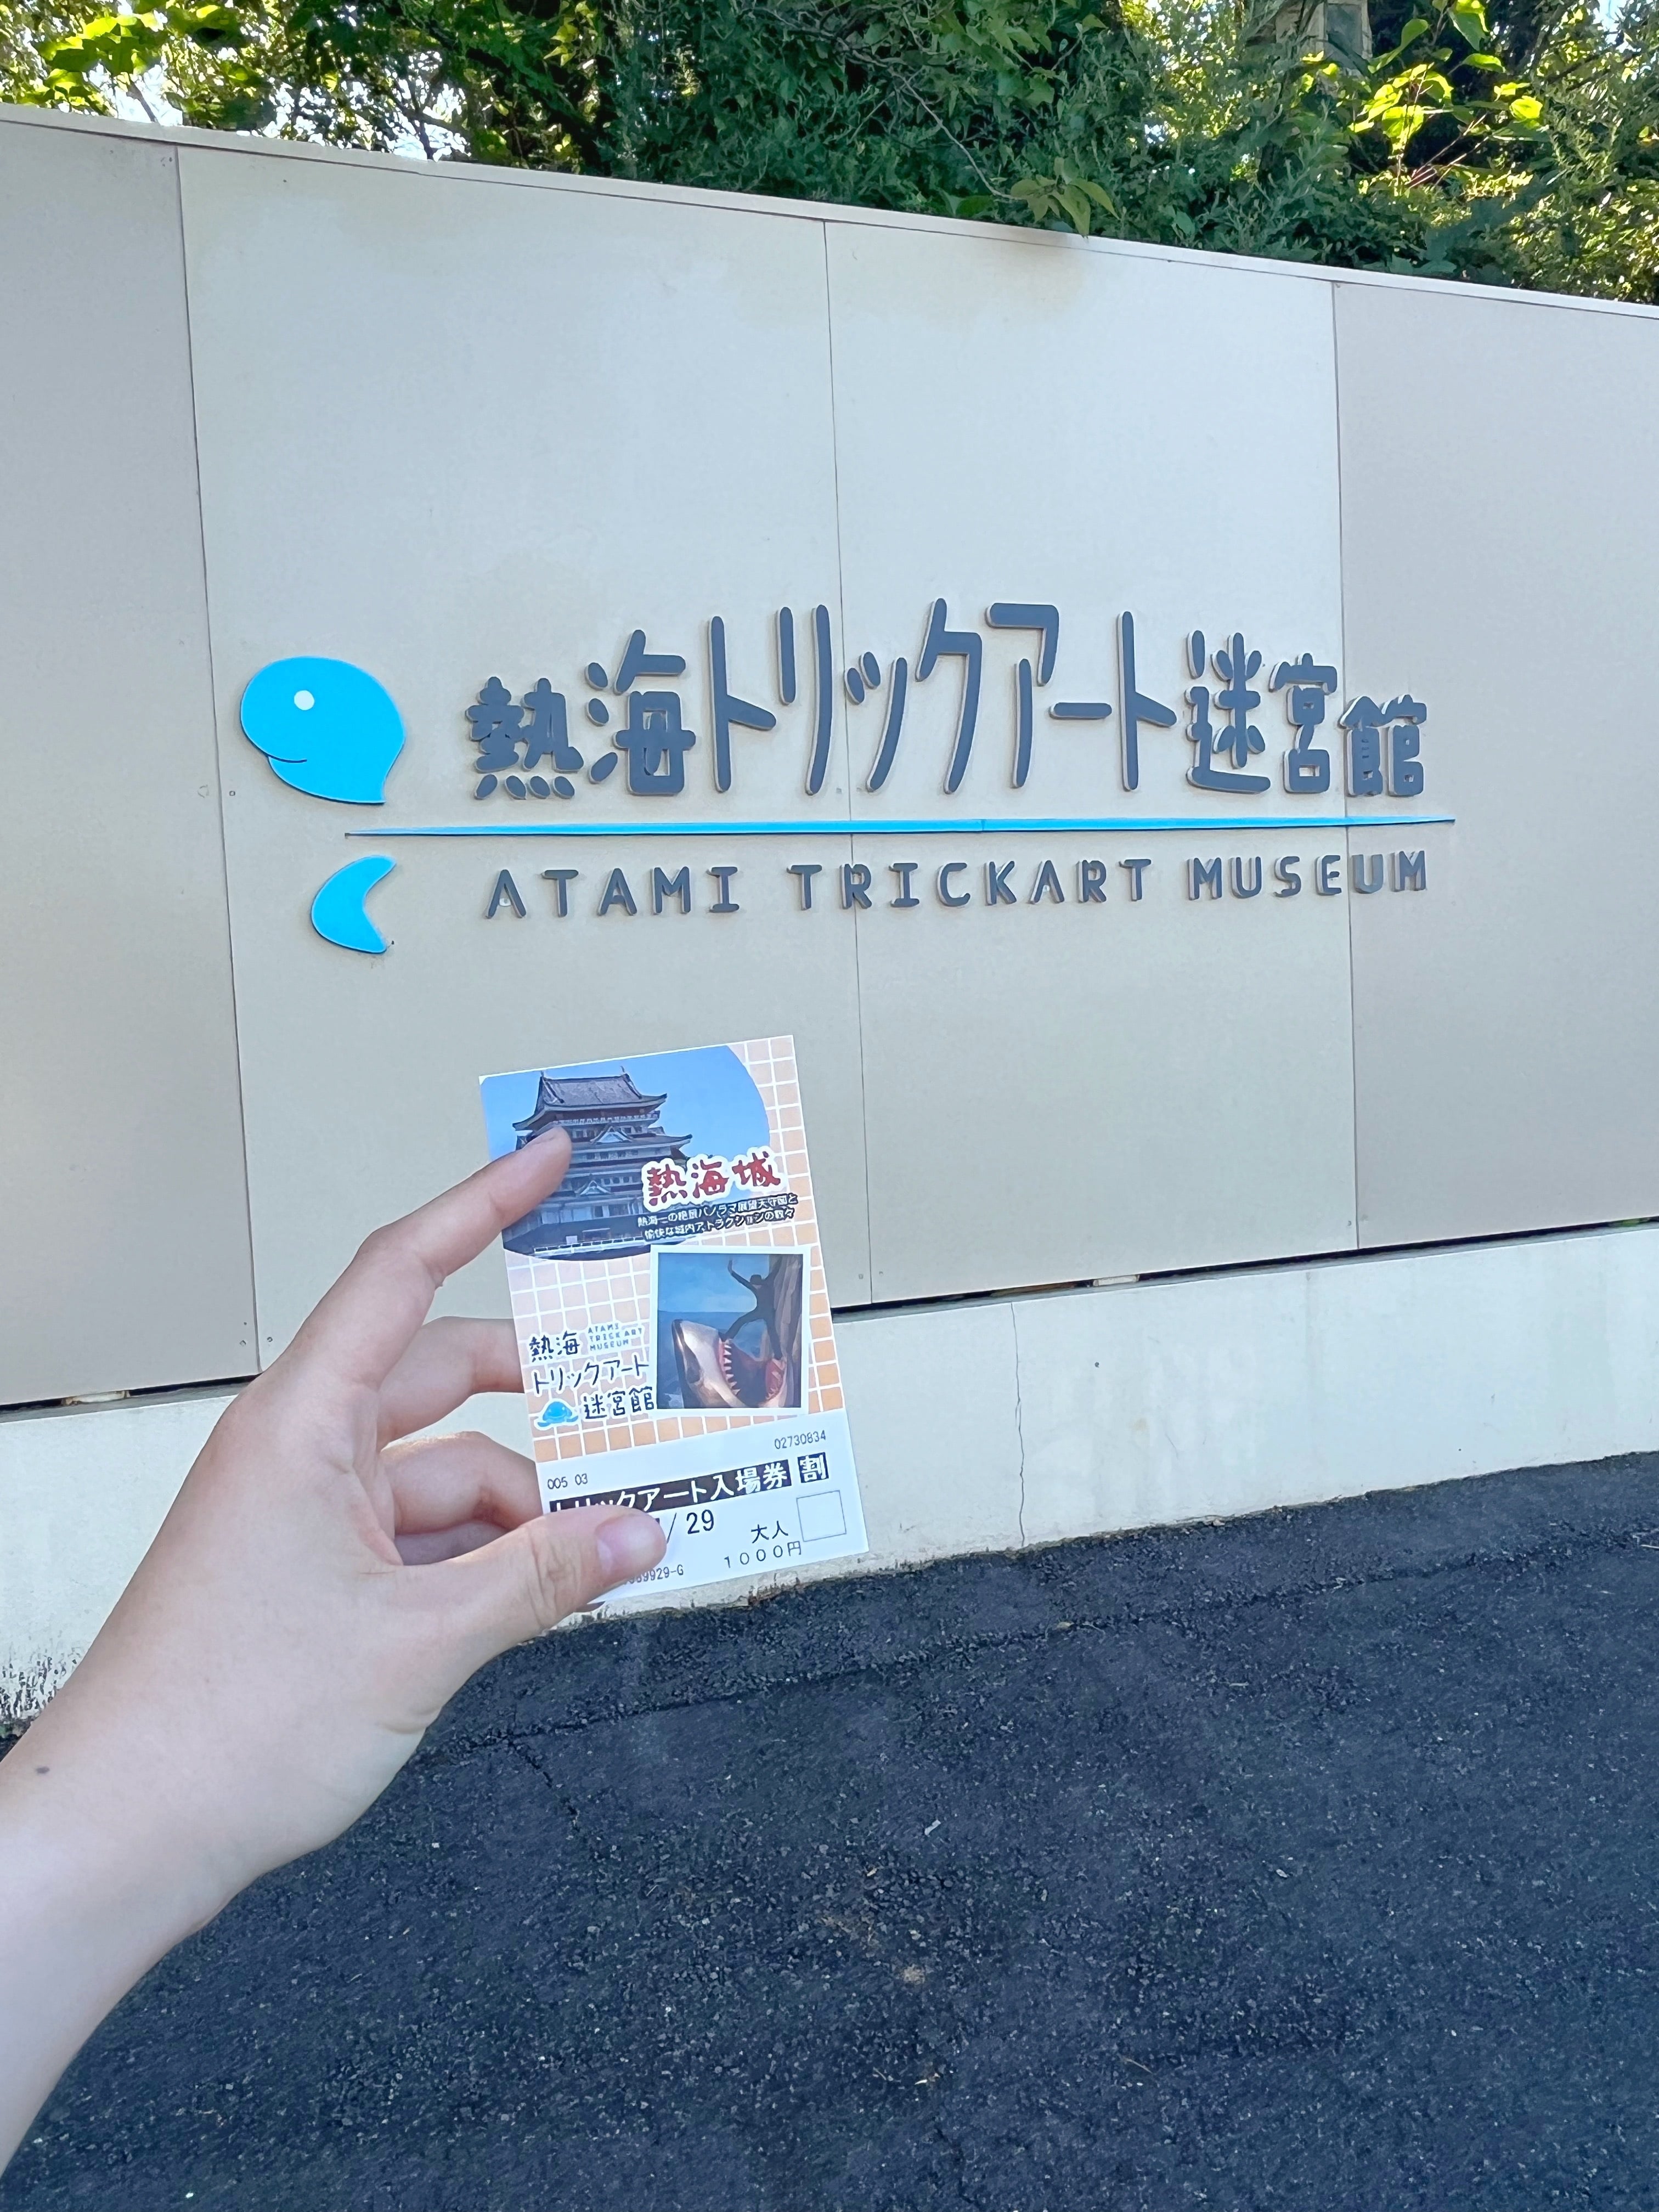 熱海トリックアート迷宮館
ATAMI TRICKART MUSEUM
熱海城
熱海一の絶景パノラマ展望天守閣と
愉快な城内アトラクションの数々
熱海 ATAMI
TRICK ART
MUSEUM
トリックアート
迷宮館
02730834
005 03
トリックアート入場券 割
/ 29
大人
1000円
9929-G